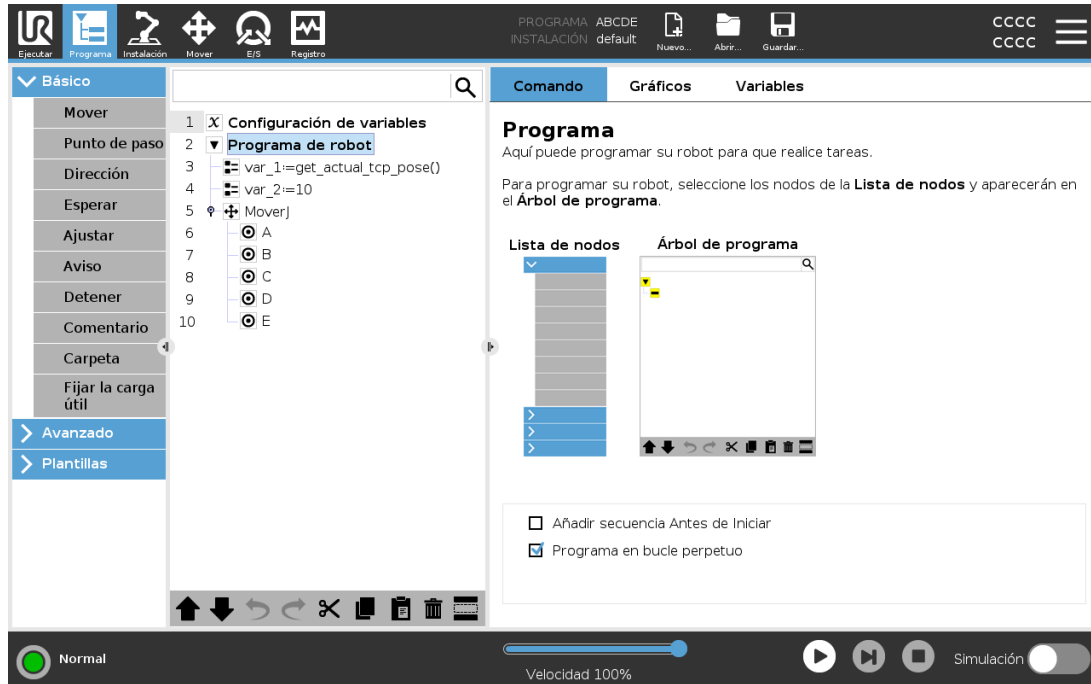 PROGRAMA ABCDE
INSTALACIÓN default
CCCC
CCCC
Ejecutar
Programa
Instalación
Mover
E/S
Registro
Nuevo...
Abrir...
Guardar...
Básico
Mover
Punto de paso
Dirección
Esperar
Ajustar
Aviso
Detener
Comentario
Carpeta
Fijar la carga
útil
Avanzado
Plantillas
1 X Configuración de variables
2 Programa de robot
3 var_1:=get_actual_tcp_pose()
4 var_2:=10
5 MoverJ
6 A
7 B
8 C
9 D
10 E
Comando
Gráficos
Variables
Programa
Aquí puede programar su robot para que realice tareas.
Para programar su robot, seleccione los nodos de la Lista de nodos y aparecerán en
el Árbol de programa.
Lista de nodos
Árbol de programa
Añadir secuencia Antes de Iniciar
Programa en bucle perpetuo
Normal
Velocidad 100%
Simulación